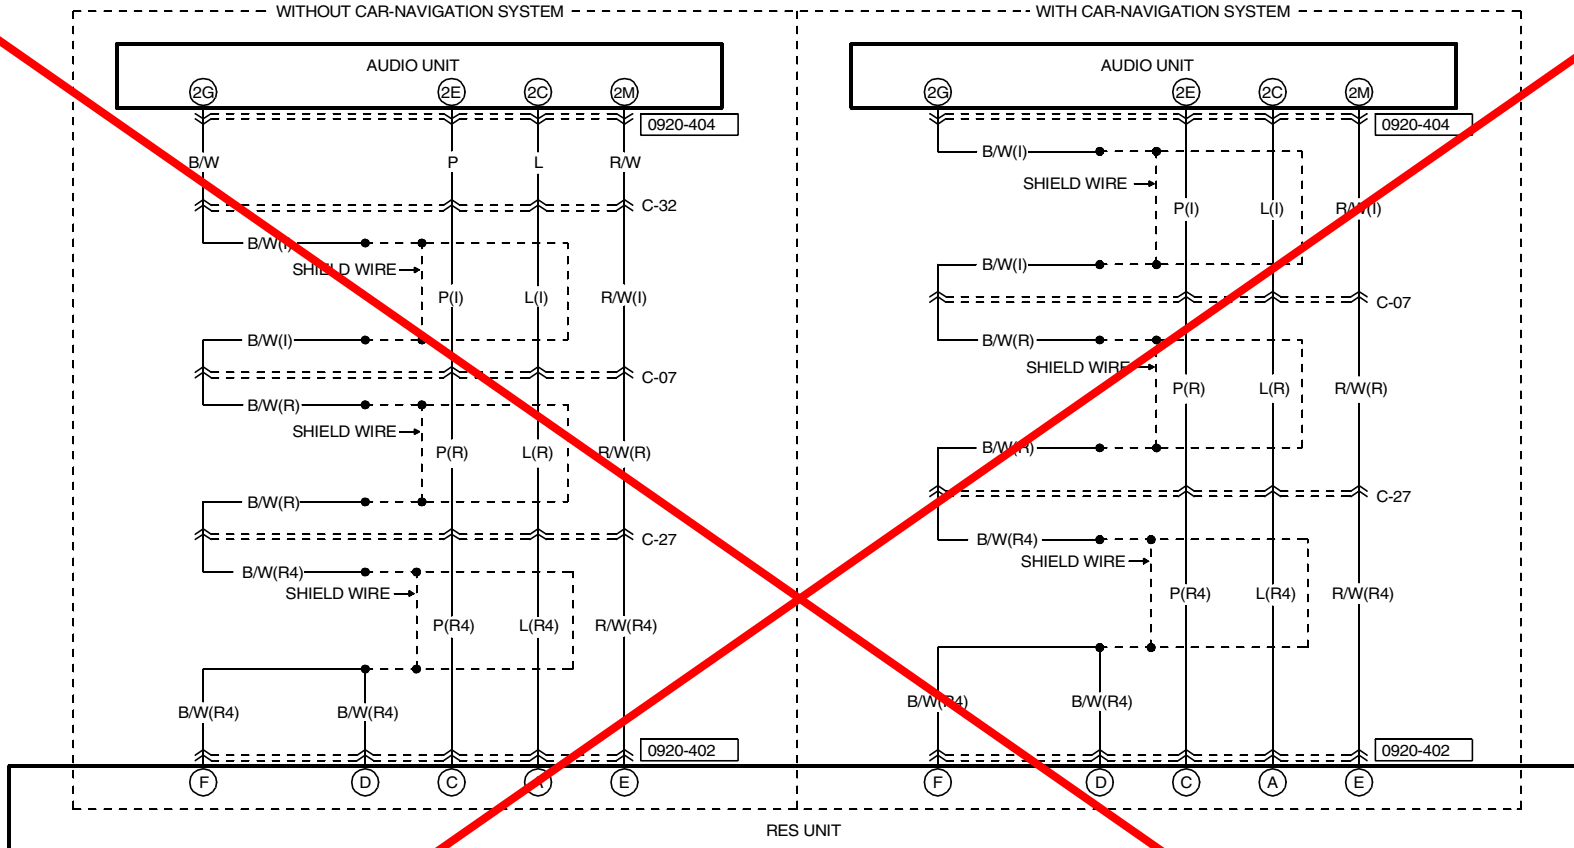 WITHOUT CAR-NAVIGATION SYSTEM
AUDIO UNIT
2G 2E 2C 2M
0920-404
B/W P L R/W
C-32
B/W(I)
SHIELD WIRE
P(I) L(I) R/W(I)
B/W(I)
C-07
B/W(R)
SHIELD WIRE
P(R) L(R) R/W(R)
B/W(R)
C-27
B/W(R4)
SHIELD WIRE
P(R4) L(R4) R/W(R4)
B/W(R4) B/W(R4)
0920-402
F D C A E
WITH CAR-NAVIGATION SYSTEM
AUDIO UNIT
2G 2E 2C 2M
0920-404
B/W(I)
SHIELD WIRE
P(I) L(I) R/W(I)
B/W(I)
C-07
B/W(R)
SHIELD WIRE
P(R) L(R) R/W(R)
B/W(R)
C-27
B/W(R4)
SHIELD WIRE
P(R4) L(R4) R/W(R4)
B/W(R4) B/W(R4)
0920-402
F D C A E
RES UNIT